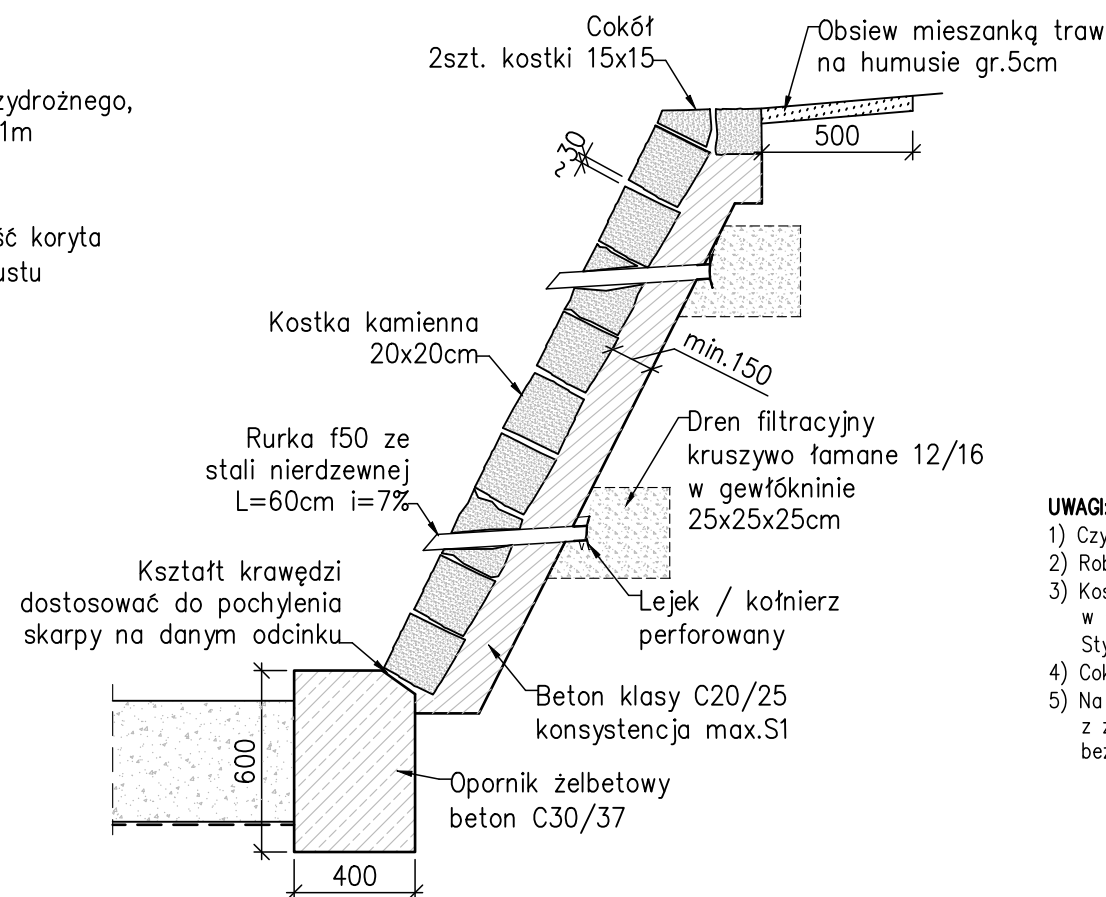 Cokół
2szt. kostki 15x15
Obsiew mieszanką traw
na humusie gr.5cm
zydrożnego,
1m
500
~30
ść koryta
ustu
Kostka kamienna
20x20cm
min.150
Dren filtracyjny
kruszywo łamane 12/16
w gewłókninie
25x25x25cm
Rurka f50 ze
stali nierdzewnej
L=60cm i=7%
UWAGI:
1) Czy
2) Rob
3) Kos
w
Sty
4) Cok
5) Na
z z
bez
Kształt krawędzi
dostosować do pochylenia
skarpy na danym odcinku
Lejek / kołnierz
perforowany
Beton klasy C20/25
konsystencja max.S1
600
Opornik żelbetowy
beton C30/37
400